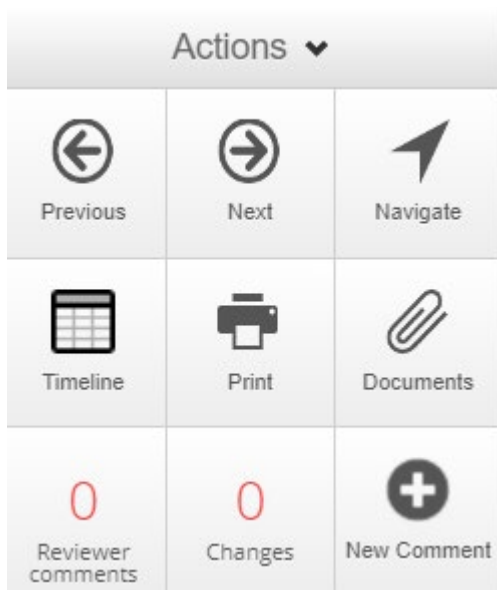 Actions
Previous
Next
Navigate
Timeline
Print
Documents
0
0
Reviewer
comments
Changes
New Comment